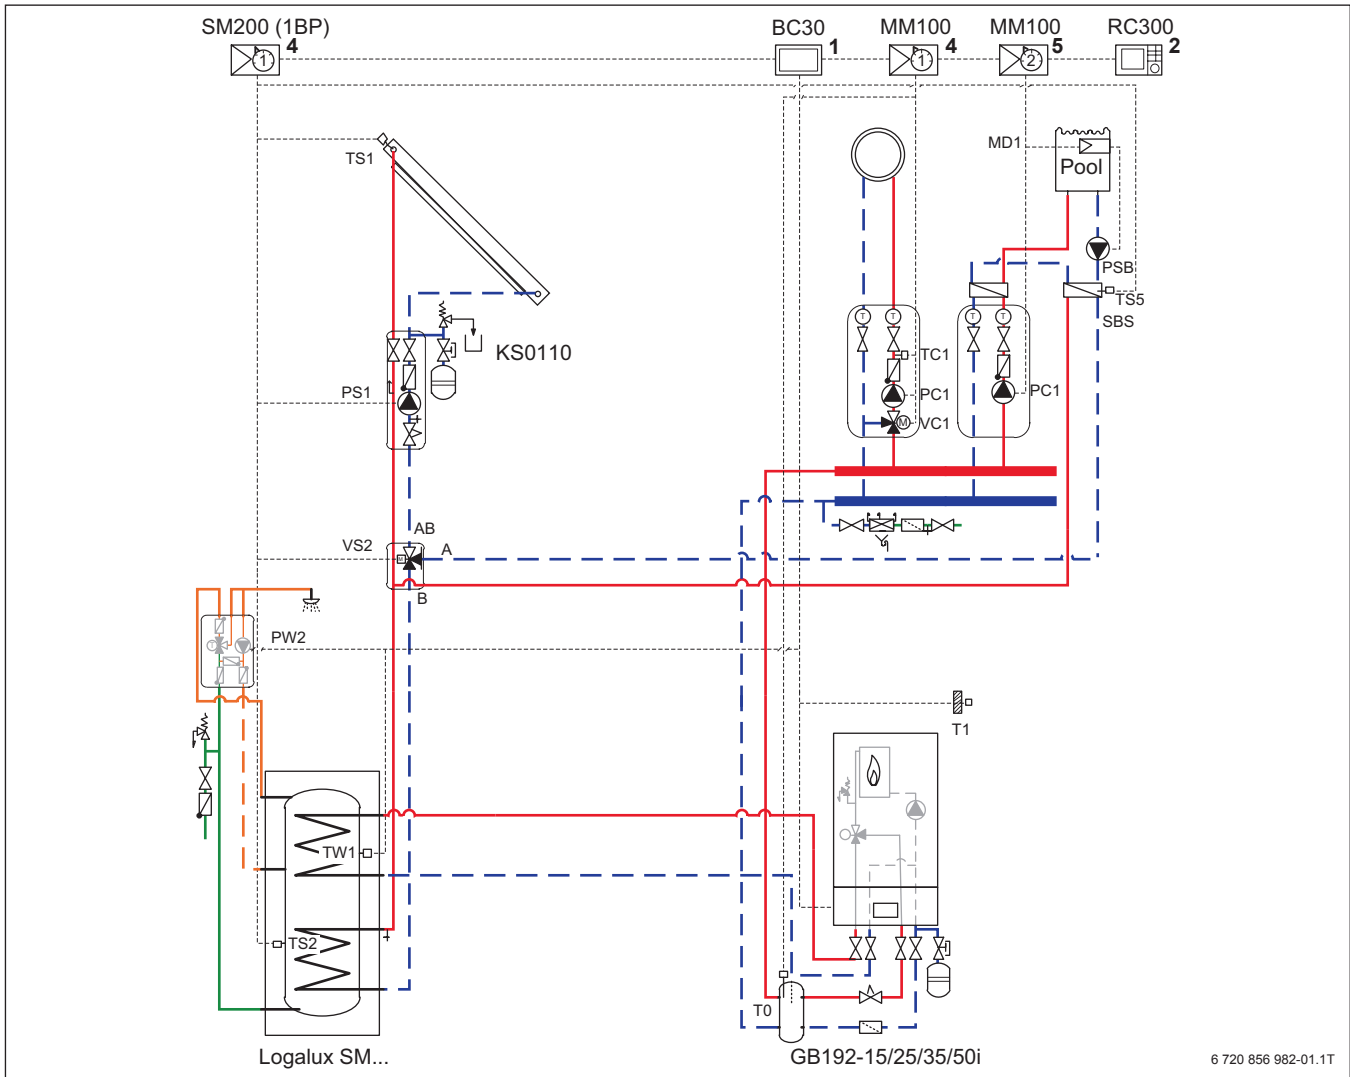 SM200 (1BP)
4
BC30
1
MM100
4
MM100
5
RC300
2
1
1
2
TS1
MD1
Pool
PSB
TS5
SBS
KS0110
T
T
T
T
TC1
PS1
PC1
PC1
M
VC1
AB
VS2
M
A
B
T
PW2
T1
TW1
TS2
T0
Logalux SM...
GB192-15/25/35/50i
6 720 856 982-01.1T